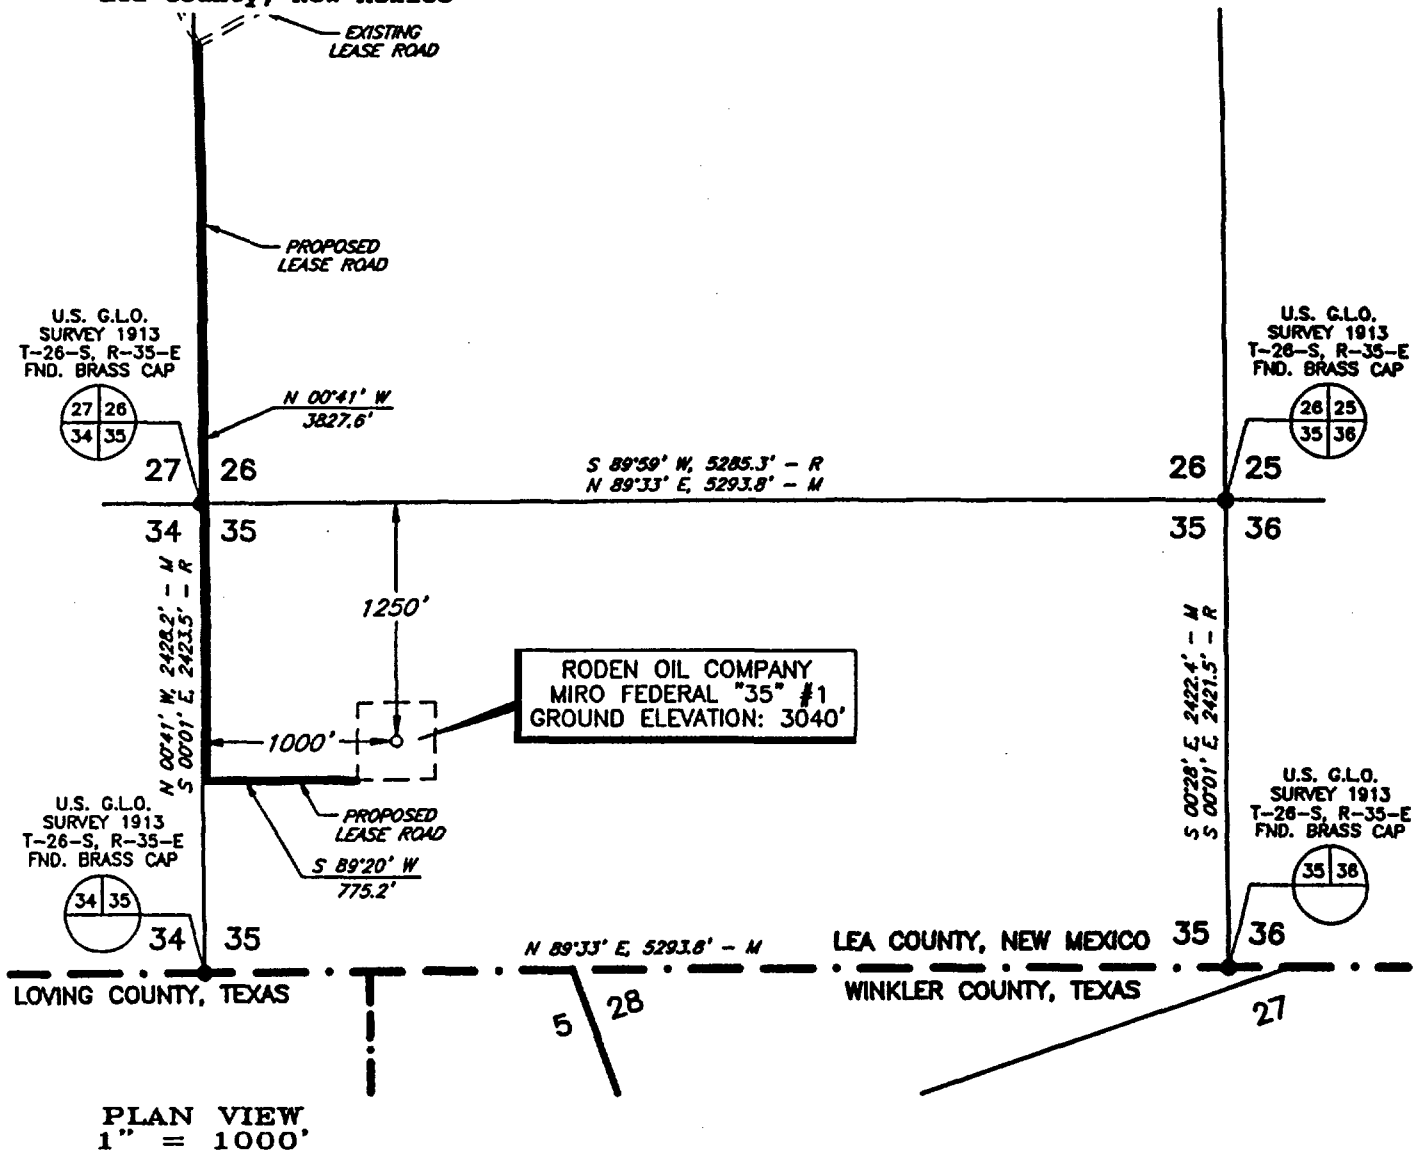 Lea County, New Mexico
EXISTING
LEASE ROAD
PROPOSED
LEASE ROAD
U.S. G.L.O.
SURVEY 1913
T-26-S, R-35-E
FND. BRASS CAP
27 26
34 35
N 00°41' W
3827.6'
U.S. G.L.O.
SURVEY 1913
T-26-S, R-35-E
FND. BRASS CAP
26 25
35 36
27 26
S 89°59' W, 5285.3' - R
N 89°33' E, 5293.8' - M
26 25
34 35
35 36
N 00°41' W, 2428.2' - M
S 00°01' E, 2423.5' - R
1250'
S 00°28' E, 2422.4' - M
S 00°01' E, 2421.5' - R
RODEN OIL COMPANY
MIRO FEDERAL "35" #1
GROUND ELEVATION: 3040'
1000'
PROPOSED
LEASE ROAD
S 89°20' W
775.2'
U.S. G.L.O.
SURVEY 1913
T-26-S, R-35-E
FND. BRASS CAP
34 35
U.S. G.L.O.
SURVEY 1913
T-26-S, R-35-E
FND. BRASS CAP
35 36
34 35
N 89°33' E, 5293.6' - M
LEA COUNTY, NEW MEXICO
35 36
LOVING COUNTY, TEXAS
WINKLER COUNTY, TEXAS
5 28
27
PLAN VIEW
1" = 1000'